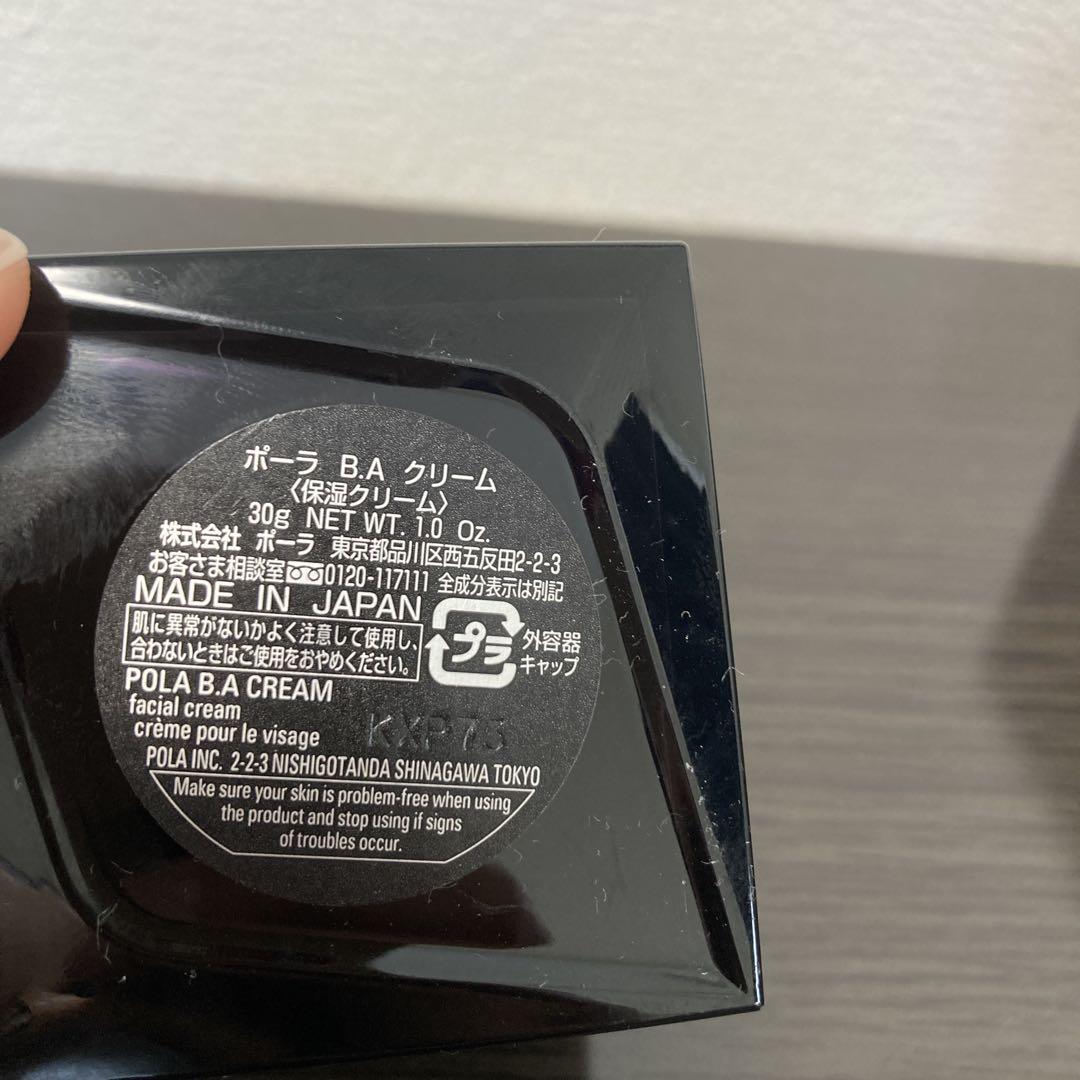 ポーラ B.A クリーム
〈保湿クリーム〉
30g NET WT. 1.0 Oz.
株式会社 ポーラ 東京都品川区西五反田2-2-3
お客さま相談室 0120-117111 全成分表示は別記
MADE IN JAPAN
肌に異常がないかよく注意して使用し、
合わないときはご使用をおやめください。
プラ
外容器
キャップ
POLA B.A CREAM
facial cream
crème pour le visage
KXP73
POLA INC. 2-2-3 NISHIGOTANDA SHINAGAWA TOKYO
Make sure your skin is problem-free when using
the product and stop using if signs
of troubles occur.